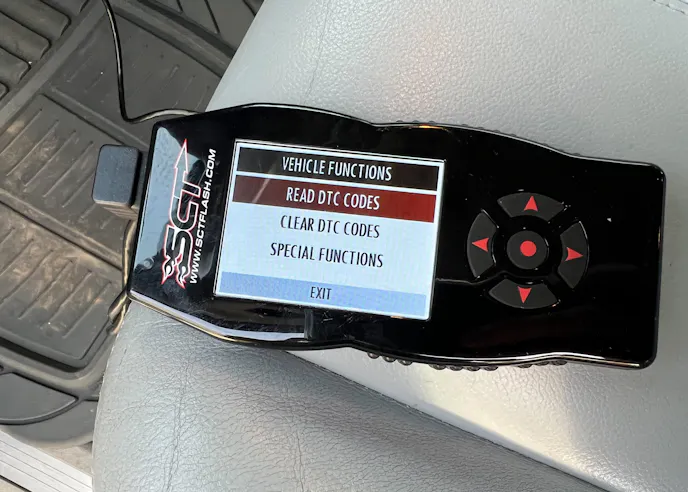 SCT
WWW.SCTFLASH.COM
VEHICLE FUNCTIONS
READ DTC CODES
CLEAR DTC CODES
SPECIAL FUNCTIONS
EXIT